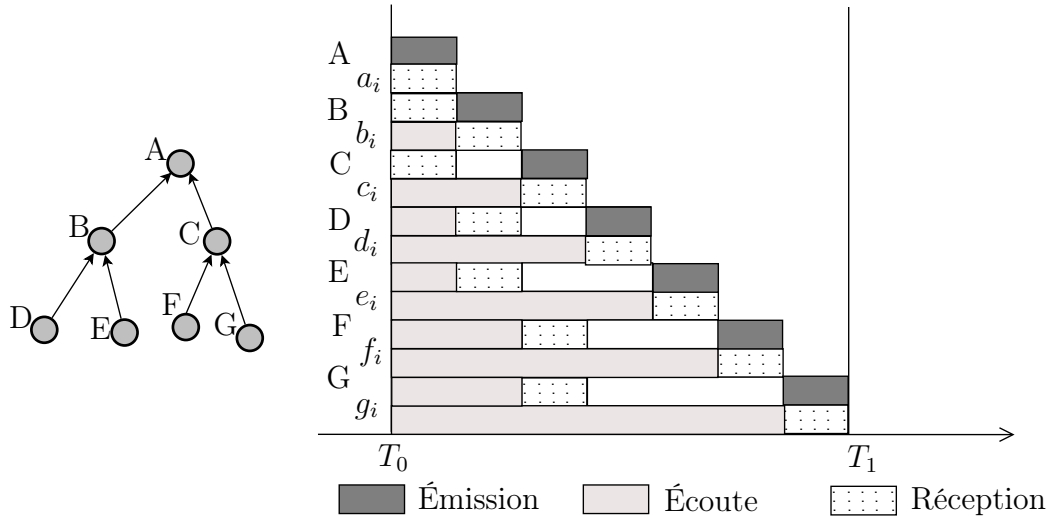 A
B
C
D
E
F
G
A
a_i
B
b_i
C
c_i
D
d_i
E
e_i
F
f_i
G
g_i
T_0
T_1
Émission
Écoute
Réception